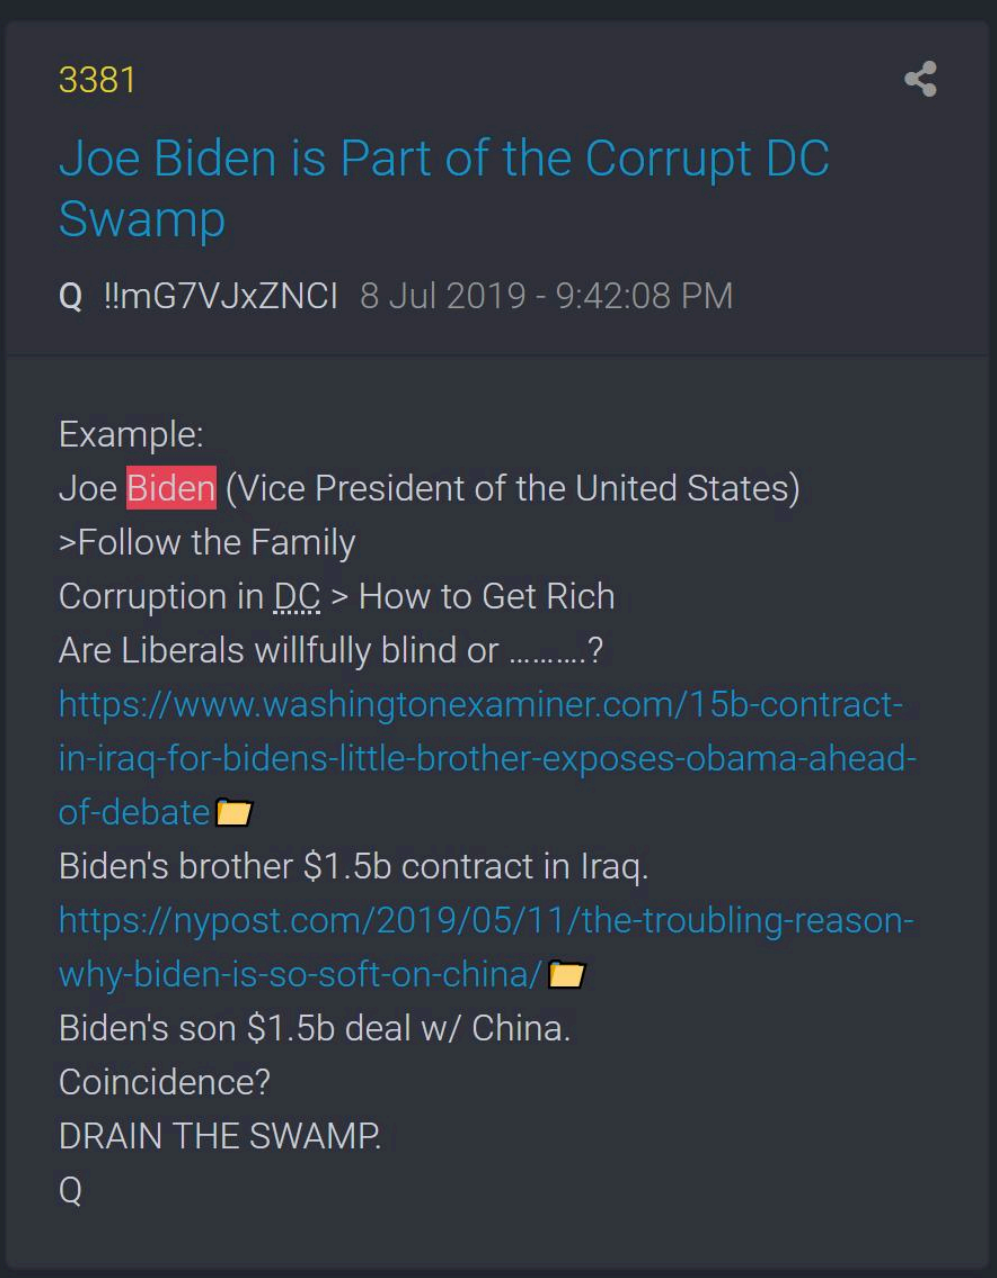 3381
Joe Biden is Part of the Corrupt DC
Swamp
Q !!mG7VJxZNCI 8 Jul 2019 - 9:42:08 PM
Example:
Joe Biden (Vice President of the United States)
>Follow the Family
Corruption in DC > How to Get Rich
Are Liberals willfully blind or ……….?
https://www.washingtonexaminer.com/15b-contract-
in-iraq-for-bidens-little-brother-exposes-obama-ahead-
of-debate
Biden's brother $1.5b contract in Iraq.
https://nypost.com/2019/05/11/the-troubling-reason-
why-biden-is-so-soft-on-china/
Biden's son $1.5b deal w/ China.
Coincidence?
DRAIN THE SWAMP.
Q